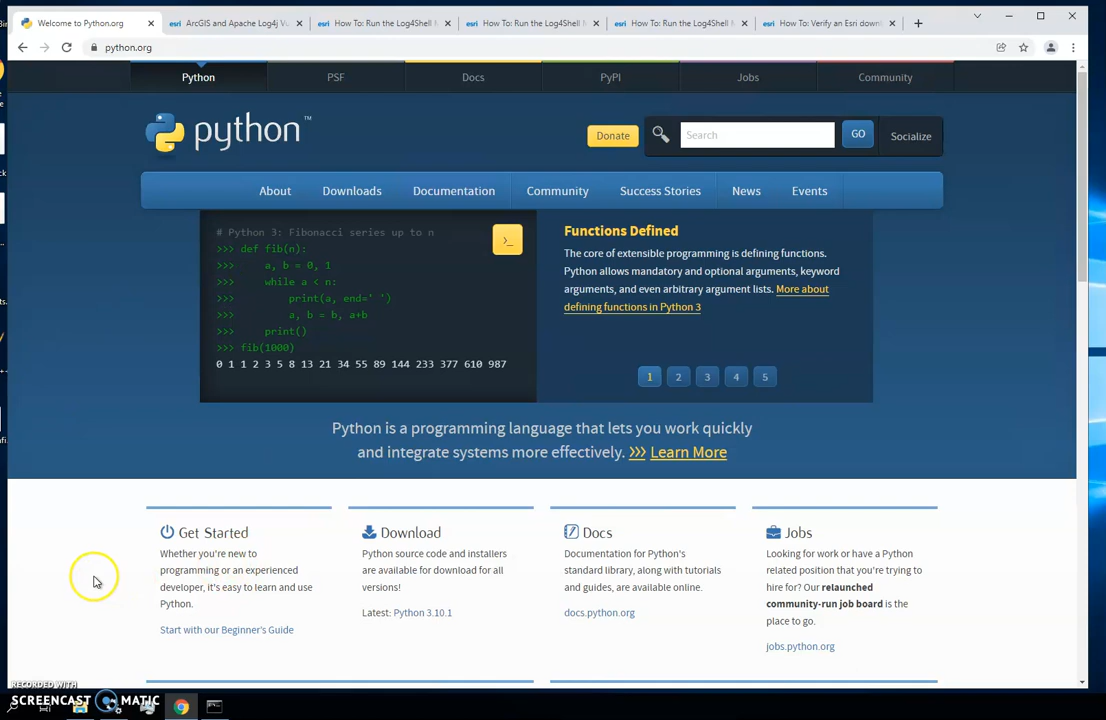 Welcome to Python.org
ArcGIS and Apache Log4j Vu
How To: Run the Log4Shell M
How To: Run the Log4Shell M
How To: Run the Log4Shell M
How To: Verify an Esri down
python.org
Python
PSF
Docs
PyPI
Jobs
Community
python™
Donate
Search
GO
Socialize
About
Downloads
Documentation
Community
Success Stories
News
Events
# Python 3: Fibonacci series up to n
>>> def fib(n):
>>>     a, b = 0, 1
>>>     while a < n:
>>>         print(a, end=' ')
>>>         a, b = b, a+b
>>>     print()
>>> fib(1000)
0 1 1 2 3 5 8 13 21 34 55 89 144 233 377 610 987
>_
Functions Defined
The core of extensible programming is defining functions.
Python allows mandatory and optional arguments, keyword
arguments, and even arbitrary argument lists. More about
defining functions in Python 3
1 2 3 4 5
Python is a programming language that lets you work quickly
and integrate systems more effectively. >>> Learn More
Get Started
Whether you're new to
programming or an experienced
developer, it's easy to learn and use
Python.
Start with our Beginner's Guide
Download
Python source code and installers
are available for download for all
versions!
Latest: Python 3.10.1
Docs
Documentation for Python's
standard library, along with tutorials
and guides, are available online.
docs.python.org
Jobs
Looking for work or have a Python
related position that you're trying to
hire for? Our relaunched
community-run job board is the
place to go.
jobs.python.org
RECORDED WITH
SCREENCAST MATIC